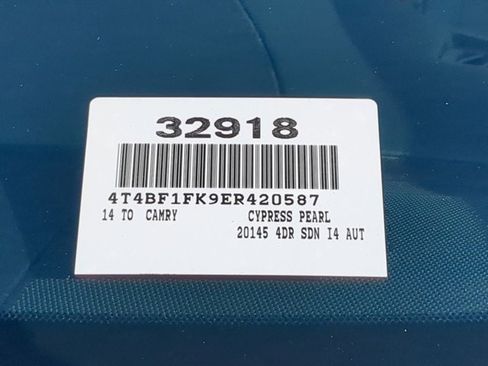 32918
4T4BF1FK9ER420587
14 TO CAMRY CYPRESS PEARL
20145 4DR SDN I4 AUT